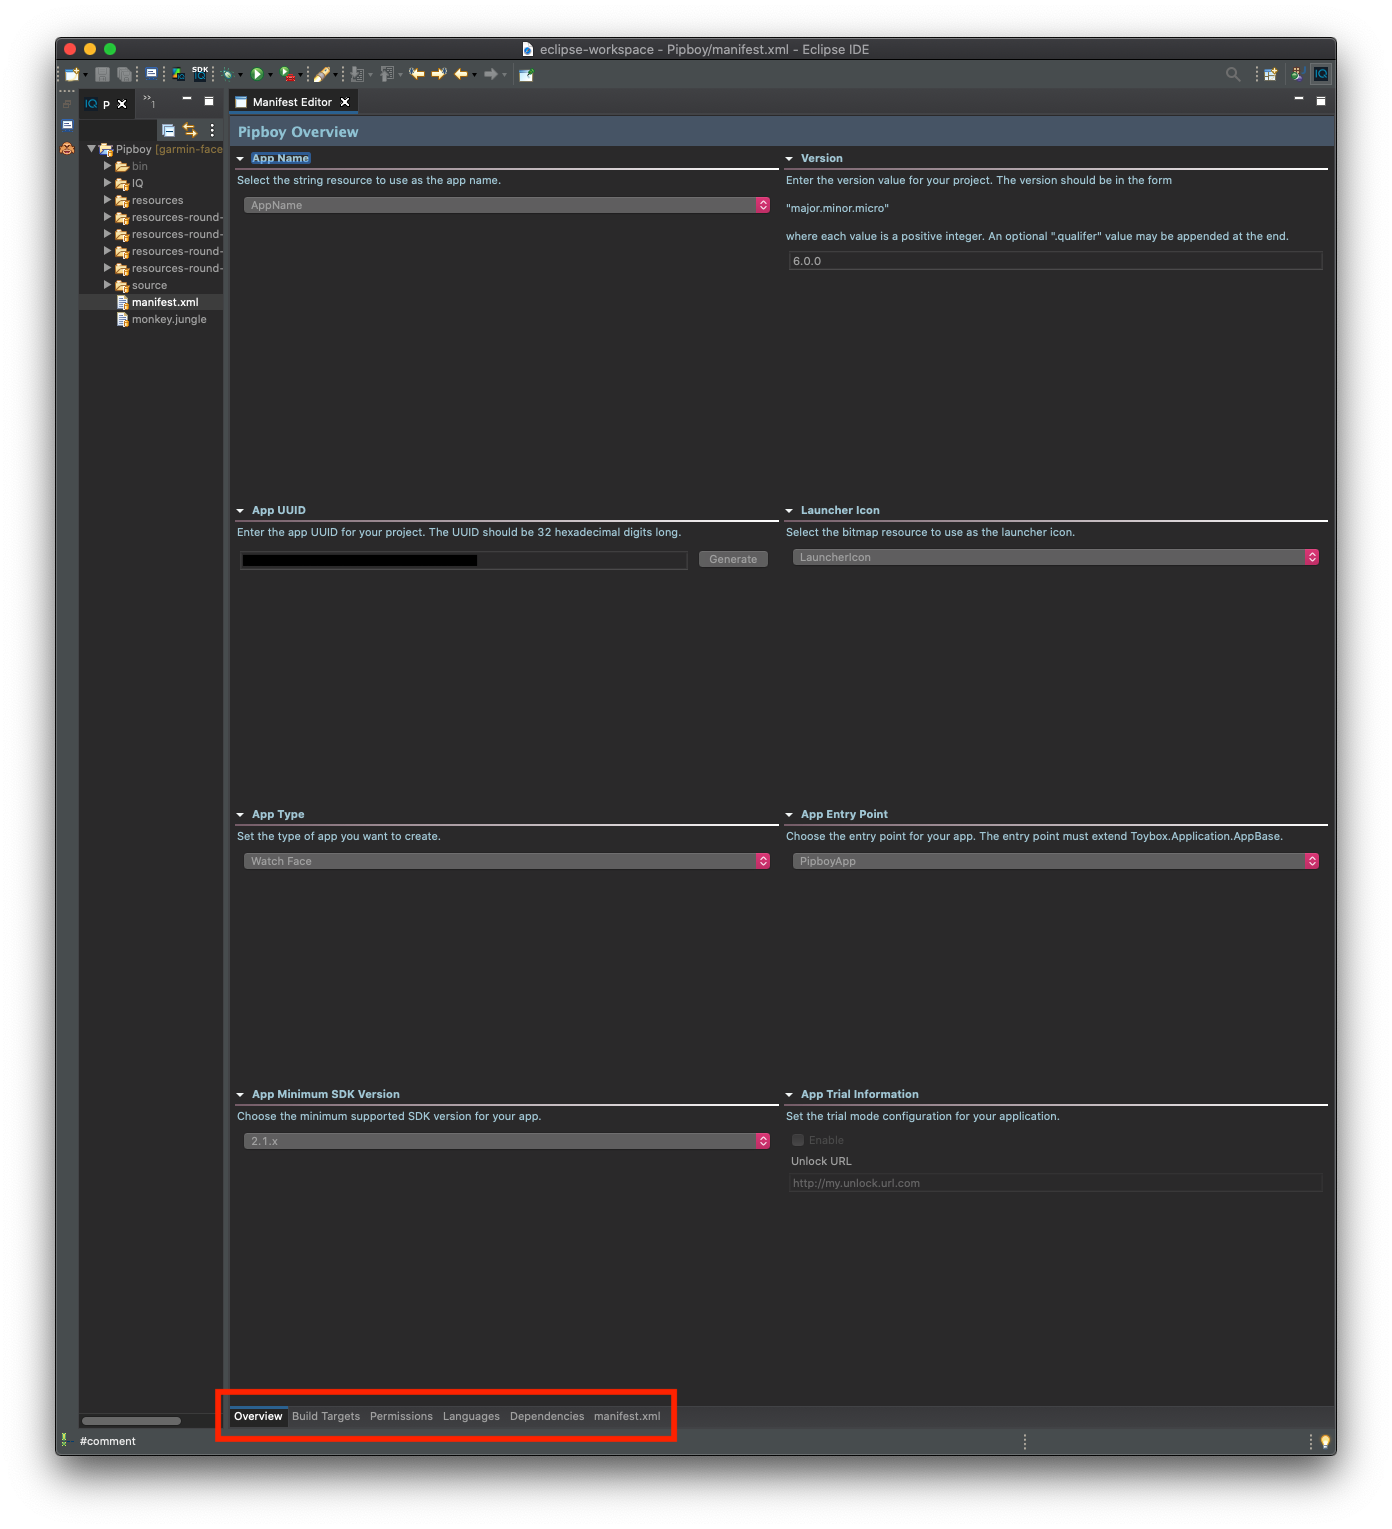 eclipse-workspace - Pipboy/manifest.xml - Eclipse IDE
SDK
IQ
IQ P
1
Manifest Editor
Pipboy Overview
Pipboy [garmin-face
bin
IQ
resources
resources-round-
resources-round-
resources-round-
resources-round-
source
manifest.xml
monkey.jungle
App Name
Select the string resource to use as the app name.
AppName
Version
Enter the version value for your project. The version should be in the form
"major.minor.micro"
where each value is a positive integer. An optional ".qualifer" value may be appended at the end.
6.0.0
App UUID
Enter the app UUID for your project. The UUID should be 32 hexadecimal digits long.
Generate
Launcher Icon
Select the bitmap resource to use as the launcher icon.
LauncherIcon
App Type
Set the type of app you want to create.
Watch Face
App Entry Point
Choose the entry point for your app. The entry point must extend Toybox.Application.AppBase.
PipboyApp
App Minimum SDK Version
Choose the minimum supported SDK version for your app.
2.1.x
App Trial Information
Set the trial mode configuration for your application.
Enable
Unlock URL
http://my.unlock.url.com
Overview Build Targets Permissions Languages Dependencies manifest.xml
#comment